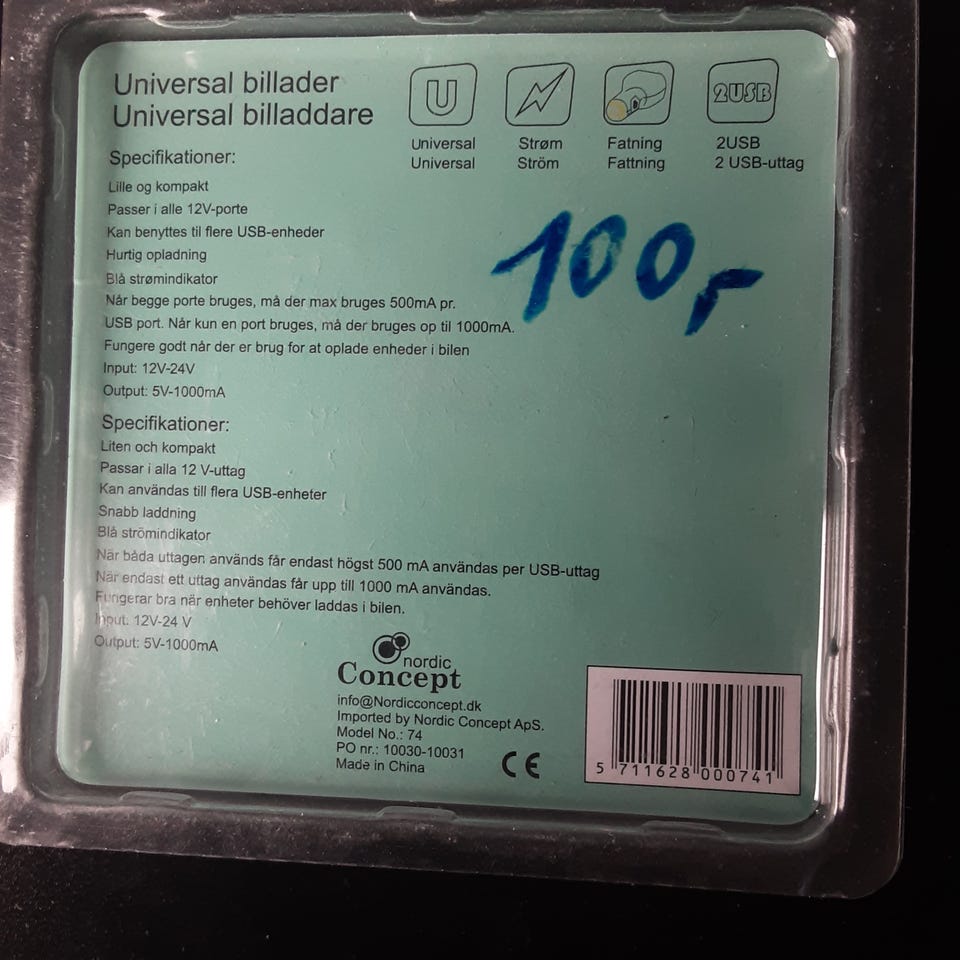 Universal billader
Universal billaddare
U
2USB
Universal Strøm Fatning 2USB
Universal Ström Fattning 2 USB-uttag
Specifikationer:
Lille og kompakt
Passer i alle 12V-porte
Kan benyttes til flere USB-enheder
Hurtig opladning
Blå strømindikator
Når begge porte bruges, må der max bruges 500mA pr.
USB port. Når kun en port bruges, må der bruges op til 1000mA.
Fungere godt når der er brug for at oplade enheder i bilen
Input: 12V-24V
Output: 5V-1000mA
100,-
Specifikationer:
Liten och kompakt
Passar i alla 12 V-uttag
Kan användas till flera USB-enheter
Snabb laddning
Blå strömindikator
När båda uttagen används får endast högst 500 mA användas per USB-uttag
När endast ett uttag användas får upp till 1000 mA användas.
Fungerar bra när enheter behöver laddas i bilen.
Input: 12V-24 V
Output: 5V-1000mA
nordic
Concept
info@Nordicconcept.dk
Imported by Nordic Concept ApS.
Model No.: 74
PO nr.: 10030-10031
Made in China
CE
5 711628 000741